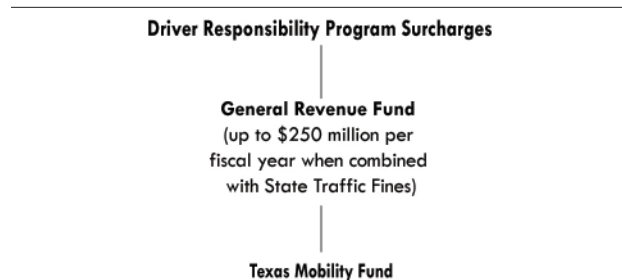 Driver Responsibility Program Surcharges
General Revenue Fund
(up to $250 million per
fiscal year when combined
with State Traffic Fines)
Texas Mobility Fund